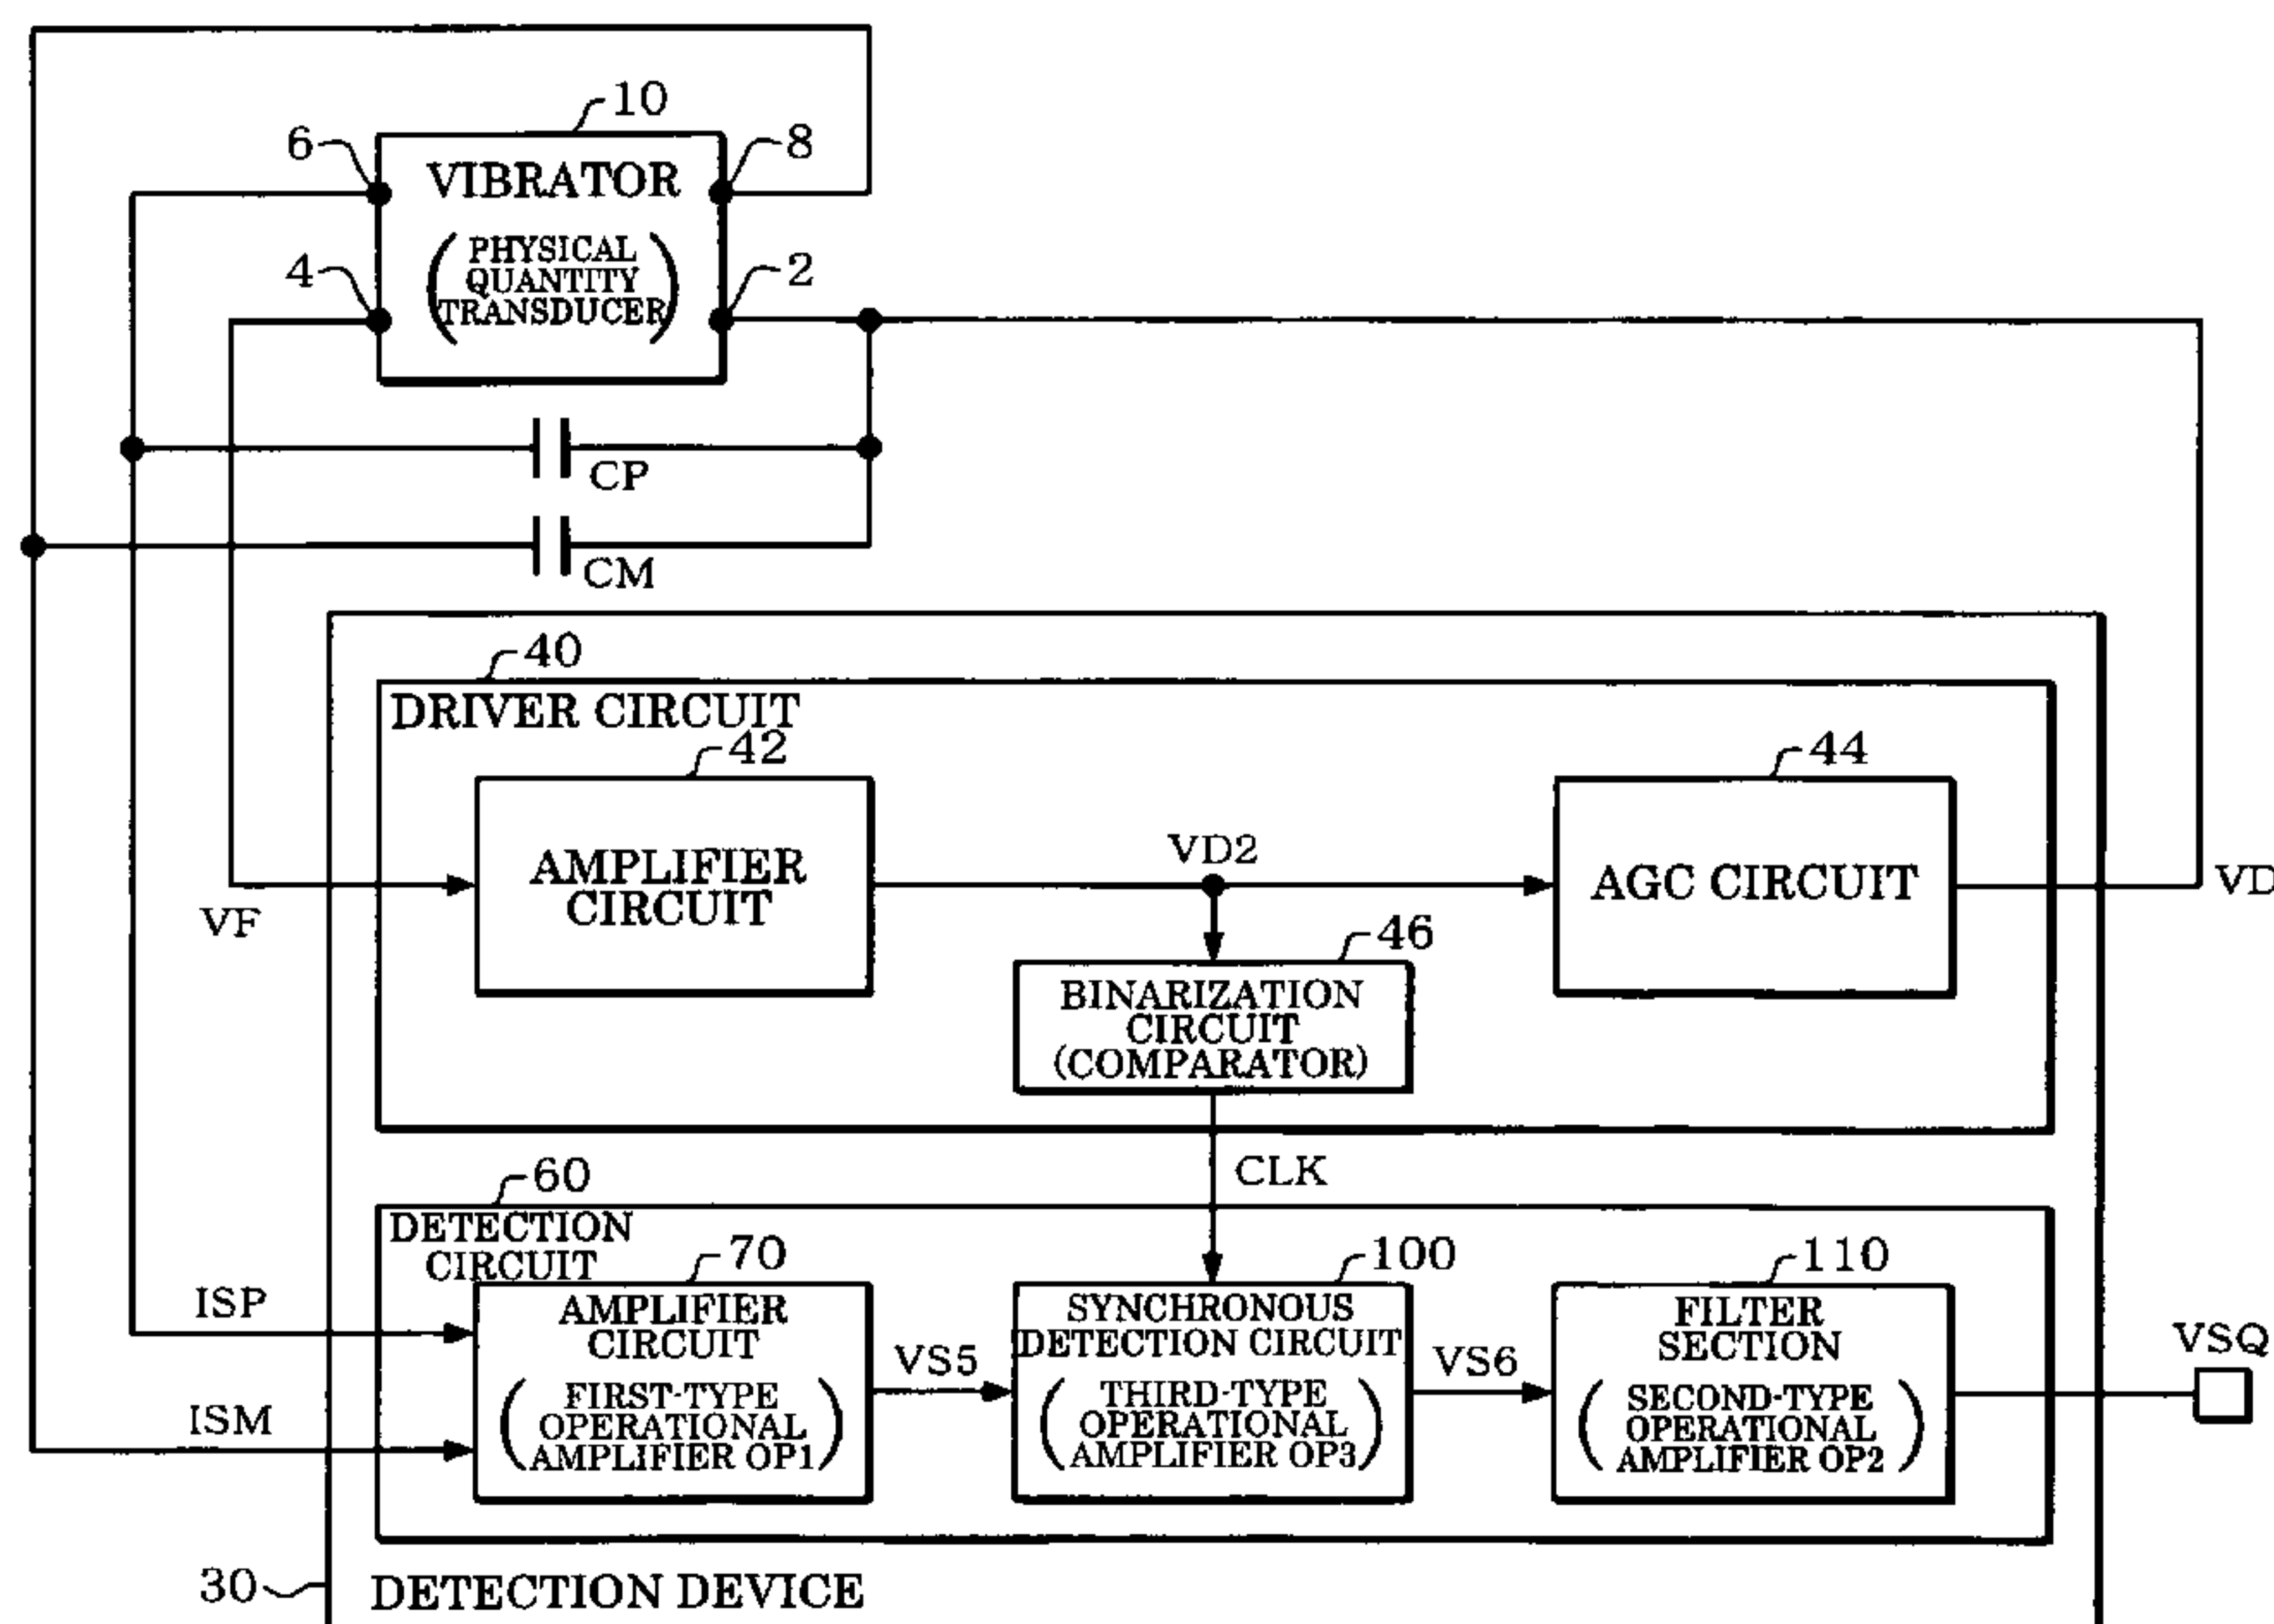 10
6
8
VIBRATOR
PHYSICAL
QUANTITY
TRANSDUCER
4
2
CP
CM
40
DRIVER CIRCUIT
42
44
AMPLIFIER
CIRCUIT
VD2
AGC CIRCUIT
VD
VF
46
BINARIZATION
CIRCUIT
(COMPARATOR)
CLK
60
DETECTION
CIRCUIT
70
100
110
ISP
AMPLIFIER
CIRCUIT
FIRST-TYPE
OPERATIONAL
AMPLIFIER OP1
VS5
SYNCHRONOUS
DETECTION CIRCUIT
THIRD-TYPE
OPERATIONAL
AMPLIFIER OP3
VS6
FILTER
SECTION
SECOND-TYPE
OPERATIONAL
AMPLIFIER OP2
VSQ
ISM
30
DETECTION DEVICE